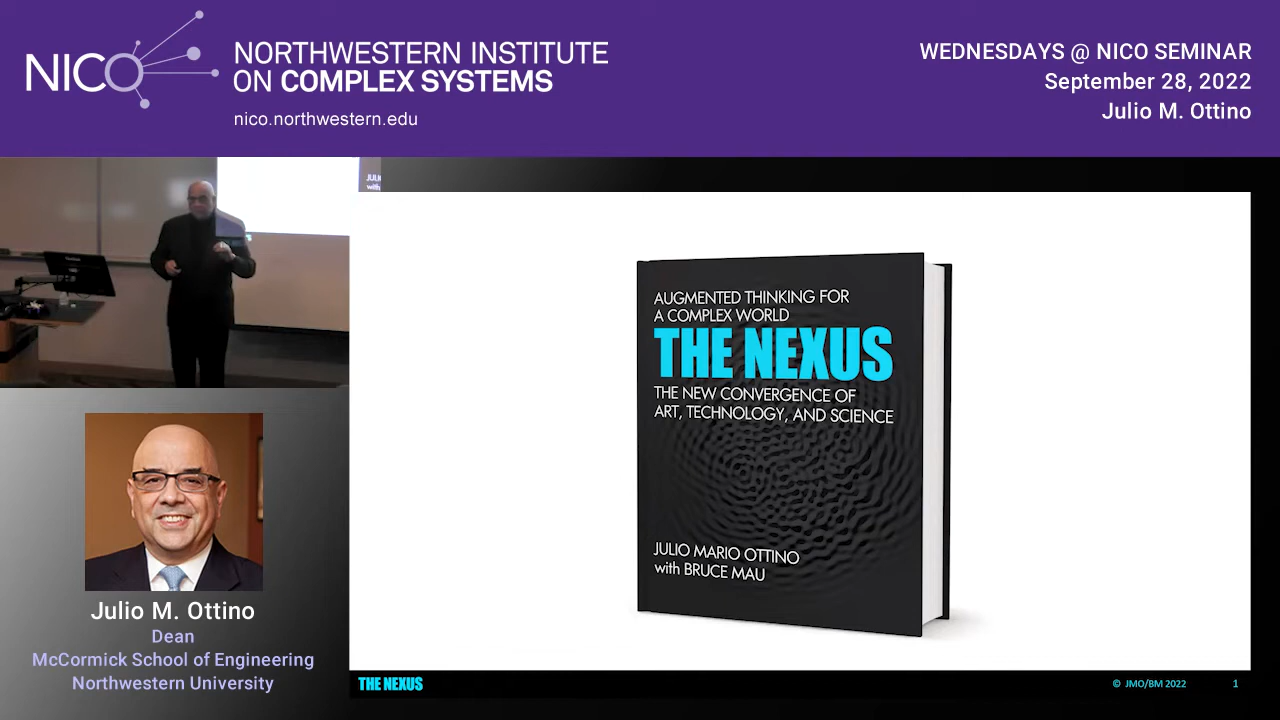 NICO
NORTHWESTERN INSTITUTE
ON COMPLEX SYSTEMS
nico.northwestern.edu
WEDNESDAYS @ NICO SEMINAR
September 28, 2022
Julio M. Ottino
JULIO
with
AUGMENTED THINKING FOR
A COMPLEX WORLD
THE NEXUS
THE NEW CONVERGENCE OF
ART, TECHNOLOGY, AND SCIENCE
JULIO MARIO OTTINO
with BRUCE MAU
Julio M. Ottino
Dean
McCormick School of Engineering
Northwestern University
THE NEXUS
© JMO/BM 2022
1